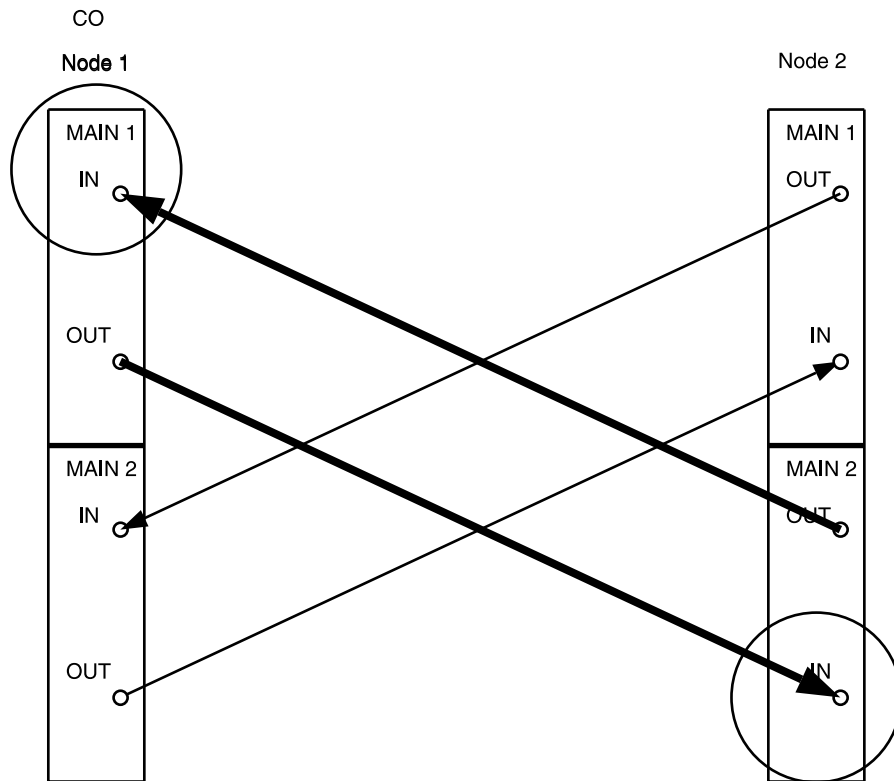 CO
Node 1
Node 2
MAIN 1
IN
OUT
MAIN 2
IN
OUT
MAIN 1
OUT
IN
MAIN 2
OUT
IN